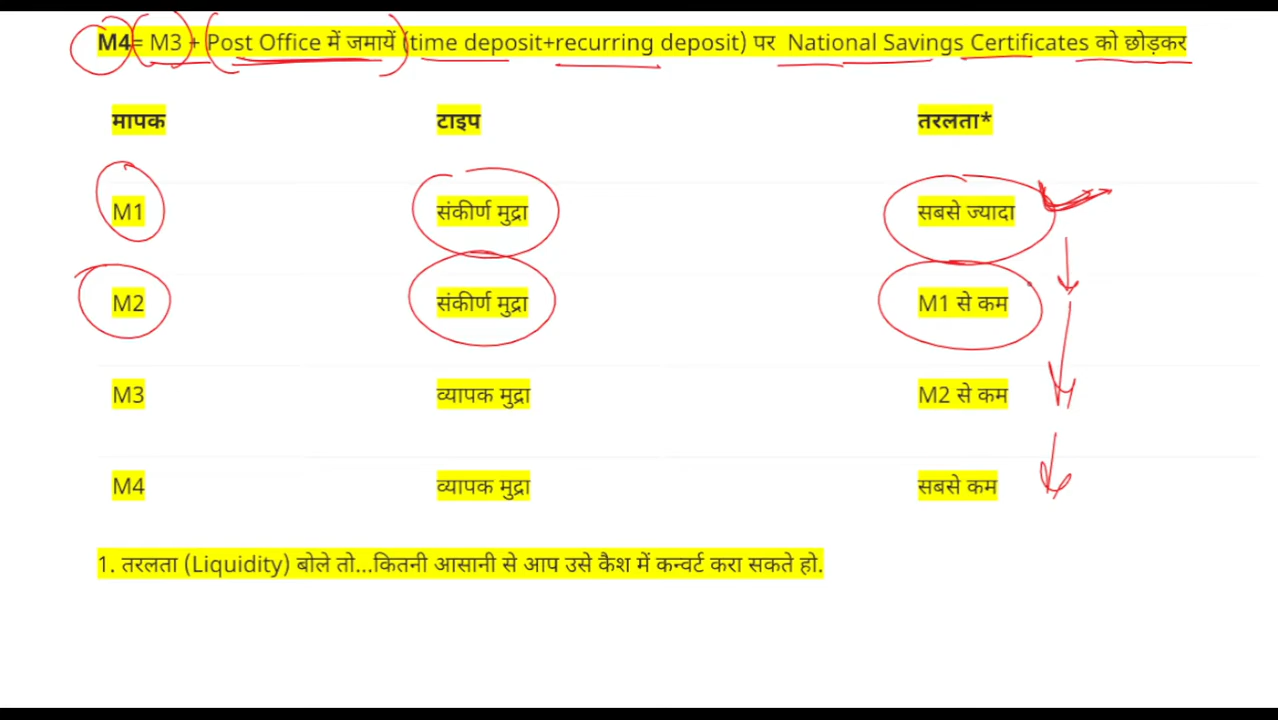 M4= M3 + Post Office में जमायें (time deposit+recurring deposit) पर National Savings Certificates को छोड़कर
मापक टाइप तरलता*
M1 संकीर्ण मुद्रा सबसे ज्यादा
M2 संकीर्ण मुद्रा M1 से कम
M3 व्यापक मुद्रा M2 से कम
M4 व्यापक मुद्रा सबसे कम
1. तरलता (Liquidity) बोले तो...कितनी आसानी से आप उसे कैश में कन्वर्ट करा सकते हो.